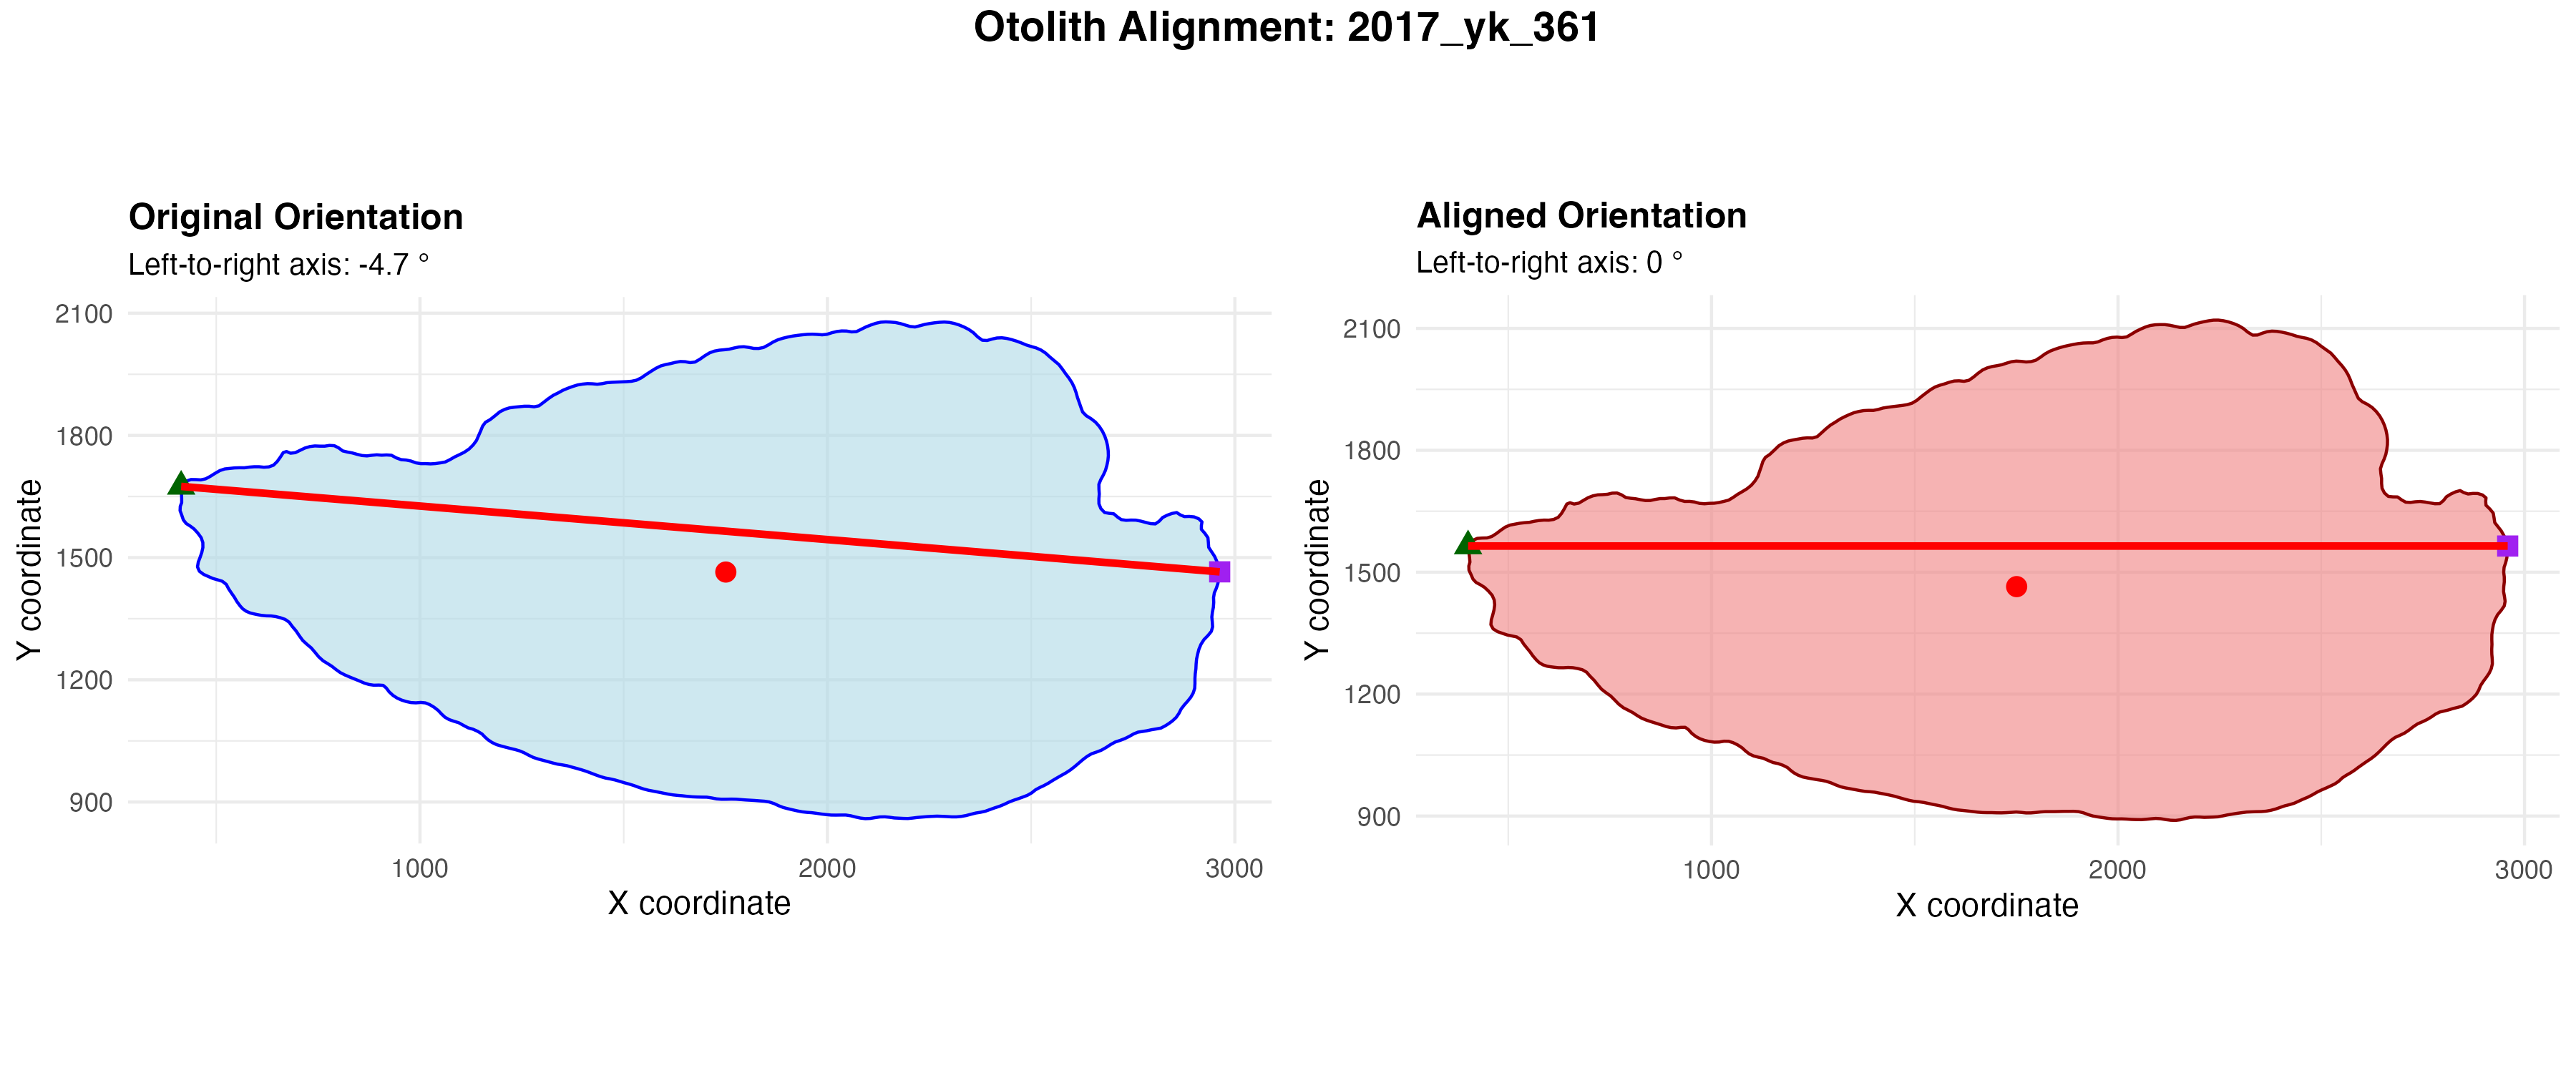 Otolith Alignment: 2017_yk_361
Original Orientation
Left-to-right axis: -4.7 °
2100
1800
1500
1200
900
Y coordinate
1000
2000
3000
X coordinate
Aligned Orientation
Left-to-right axis: 0 °
2100
1800
1500
1200
900
Y coordinate
1000
2000
3000
X coordinate